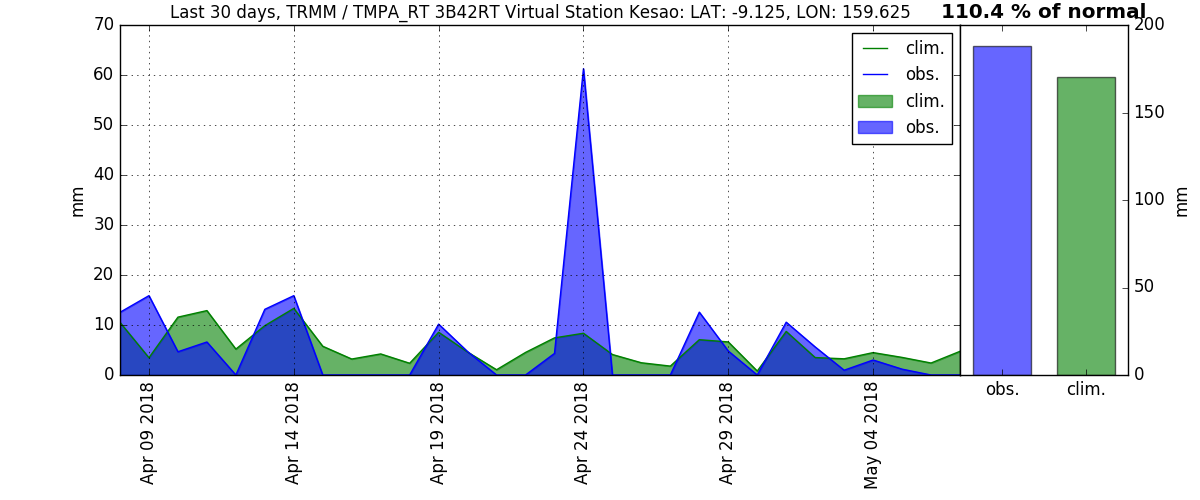 Last 30 days, TRMM / TMPA_RT 3B42RT Virtual Station Kesao: LAT: -9.125, LON: 159.625
110.4 % of normal
70
60
50
40
30
20
10
0
mm
clim.
obs.
clim.
obs.
200
150
100
50
0
mm
obs.
clim.
Apr 09 2018
Apr 14 2018
Apr 19 2018
Apr 24 2018
Apr 29 2018
May 04 2018